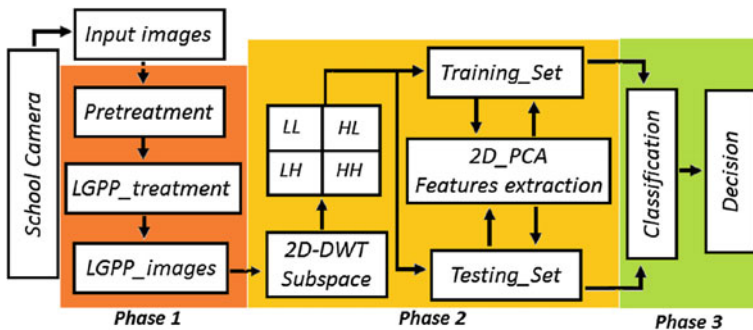 School Camera
Input images
Pretreatment
LGPP_treatment
LGPP_images
Phase 1
LL
HL
LH
HH
2D-DWT
Subspace
Training_Set
2D_PCA
Features extraction
Testing_Set
Phase 2
Classification
Decision
Phase 3